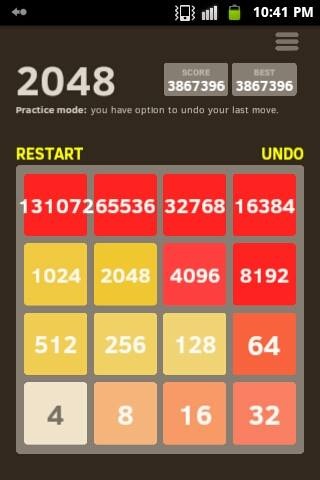 10:41 PM
2048
SCORE BEST
3867396 3867396
Practice mode: you have option to undo your last move.
RESTART UNDO
131072 65536 32768 16384
1024 2048 4096 8192
512 256 128 64
4 8 16 32